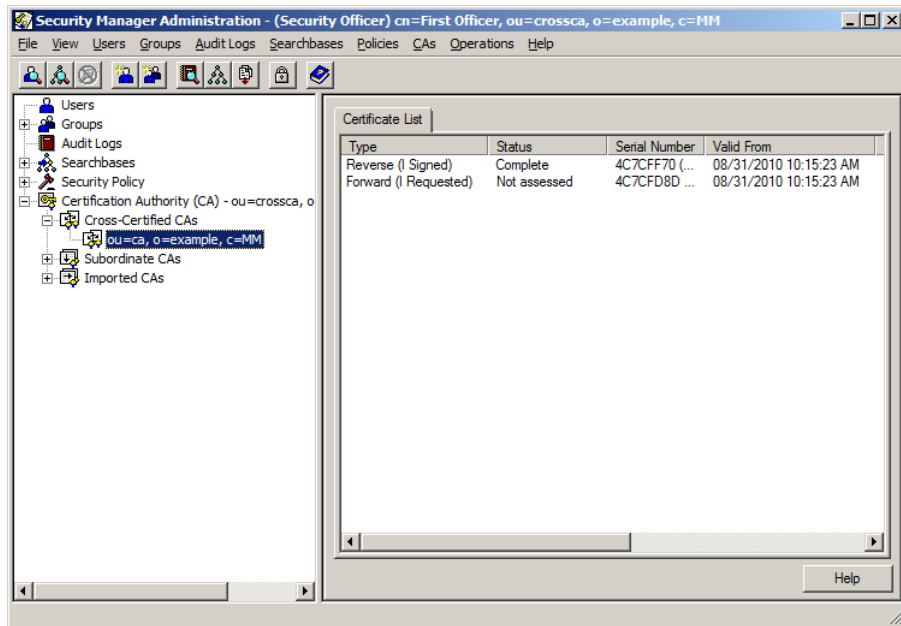 Security Manager Administration - (Security Officer) cn=First Officer, ou=crossca, o=example, c=MM
File View Users Groups Audit Logs Searchbases Policies CAs Operations Help
Users
Groups
Audit Logs
Searchbases
Security Policy
Certification Authority (CA) - ou=crossca, o
Cross-Certified CAs
ou=ca, o=example, c=MM
Subordinate CAs
Imported CAs
Certificate List
Type Status Serial Number Valid From
Reverse (I Signed) Complete 4C7CFF70 (... 08/31/2010 10:15:23 AM
Forward (I Requested) Not assessed 4C7CFD8D ... 08/31/2010 10:15:23 AM
Help